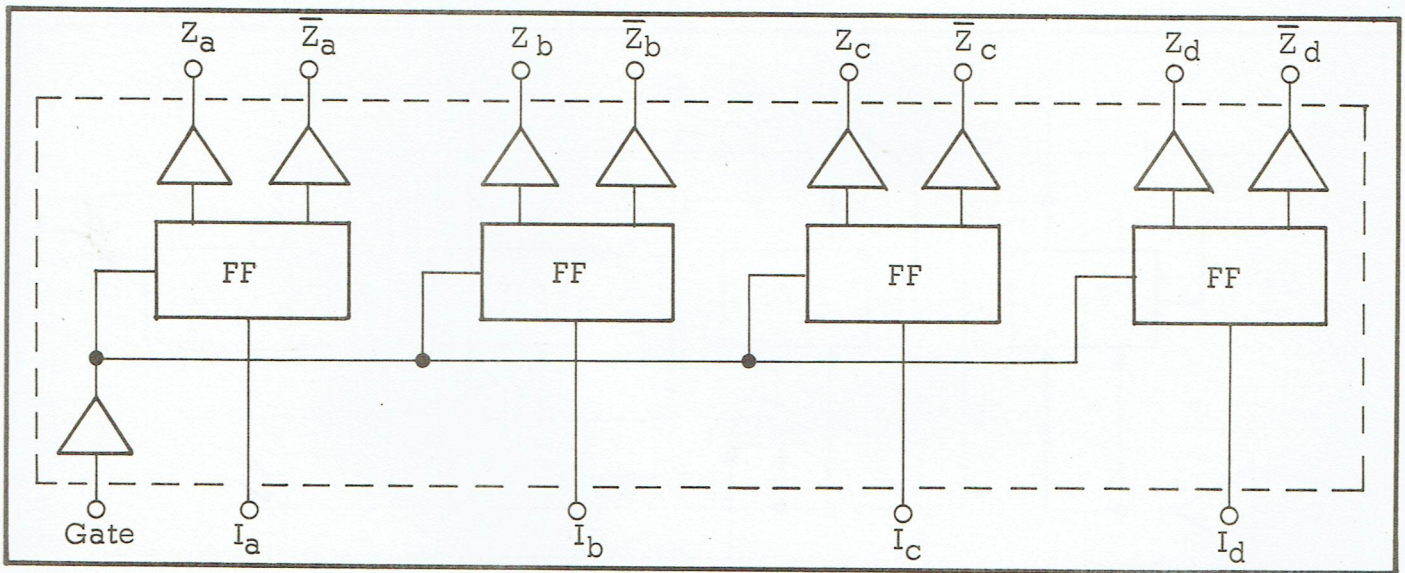 Za Z̅a Zb Z̅b Zc Z̅c Zd Z̅d
FF FF FF FF
Gate Ia Ib Ic Id